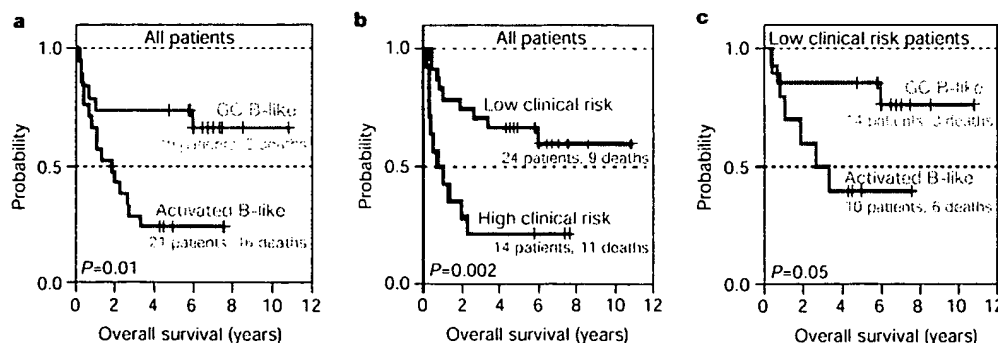 a
All patients
1.0
0.5
0.0
Probability
GC B-like
Activated B-like
21 patients, 16 deaths
P=0.01
0 2 4 6 8 10 12
Overall survival (years)
b
All patients
1.0
0.5
0.0
Probability
Low clinical risk
24 patients, 9 deaths
High clinical risk
14 patients, 11 deaths
P=0.002
0 2 4 6 8 10 12
Overall survival (years)
c
Low clinical risk patients
1.0
0.5
0.0
Probability
GC B-like
14 patients, 3 deaths
Activated B-like
10 patients, 6 deaths
P=0.05
0 2 4 6 8 10 12
Overall survival (years)